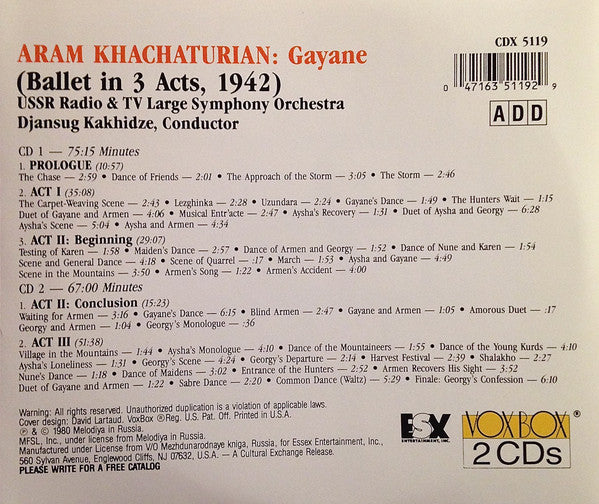 CDX 5119
ARAM KHACHATURIAN: Gayane
(Ballet in 3 Acts, 1942)
USSR Radio & TV Large Symphony Orchestra
Djansug Kakhidze, Conductor
0 47163 51192 9
ADD
CD 1 — 75:15 Minutes
1. PROLOGUE (10:57)
The Chase — 2:59 • Dance of Friends — 2:01 • The Approach of the Storm — 3:05 • The Storm — 2:46
2. ACT I (35:08)
The Carpet-Weaving Scene — 2:43 • Lezghinka — 2:28 • Uzundara — 2:24 • Gayane's Dance — 1:49 • The Hunters Wait — 1:15
Duet of Gayane and Armen — 4:06 • Musical Entr'acte — 2:47 • Aysha's Recovery — 1:31 • Duet of Aysha and Georgy — 6:28
Aysha's Scene — 5:04 • Aysha and Armen — 4:34
3. ACT II: Beginning (29:07)
Testing of Karen — 1:58 • Maiden's Dance — 2:57 • Dance of Armen and Georgy — 1:52 • Dance of Nune and Karen — 1:54
Scene and General Dance — 4:18 • Scene of Quarrel — :17 • March — 1:53 • Aysha and Gayane — 4:49
Scene in the Mountains — 3:50 • Armen's Song — 1:22 • Armen's Accident — 4:00
CD 2 — 67:00 Minutes
1. ACT II: Conclusion (15:23)
Waiting for Armen — 3:16 • Gayane's Dance — 6:15 • Blind Armen — 2:47 • Gayane and Armen — 1:05 • Amorous Duet — :17
Georgy and Armen — 1:04 • Georgy's Monologue — :36
2. ACT III (51:38)
Village in the Mountains — 1:44 • Aysha's Monologue — 4:10 • Dance of the Mountaineers — 1:55 • Dance of the Young Kurds — 4:10
Aysha's Loneliness — 1:31 • Georgy's Scene — 4:24 • Georgy's Departure — 2:14 • Harvest Festival — 2:39 • Shalakho — 2:27
Nune's Dance — 1:18 • Dance of Maidens — 3:02 • Entrance of the Hunters — 2:52 • Armen Recovers His Sight — 3:52
Duet of Gayane and Armen — 1:22 • Sabre Dance — 2:20 • Common Dance (Waltz) — 5:29 • Finale: Georgy's Confession — 6:10
Warning: All rights reserved. Unauthorized duplication is a violation of applicable laws.
Cover design: David Lartaud. VoxBox ® Reg. U.S. Pat. Off. Printed in U.S.A.
℗ & © 1980 Melodiya in Russia.
MFSL, Inc., under license from Melodiya in Russia.
Manufactured under License from V/O Mezhdunarodnaye kniga, Russia, for Essex Entertainment, Inc.,
560 Sylvan Avenue, Englewood Cliffs, NJ 07632, U.S.A. — A Cultural Exchange Release.
PLEASE WRITE FOR A FREE CATALOG
ESX
ENTERTAINMENT, INC.
VOXBOX®
2 CDs